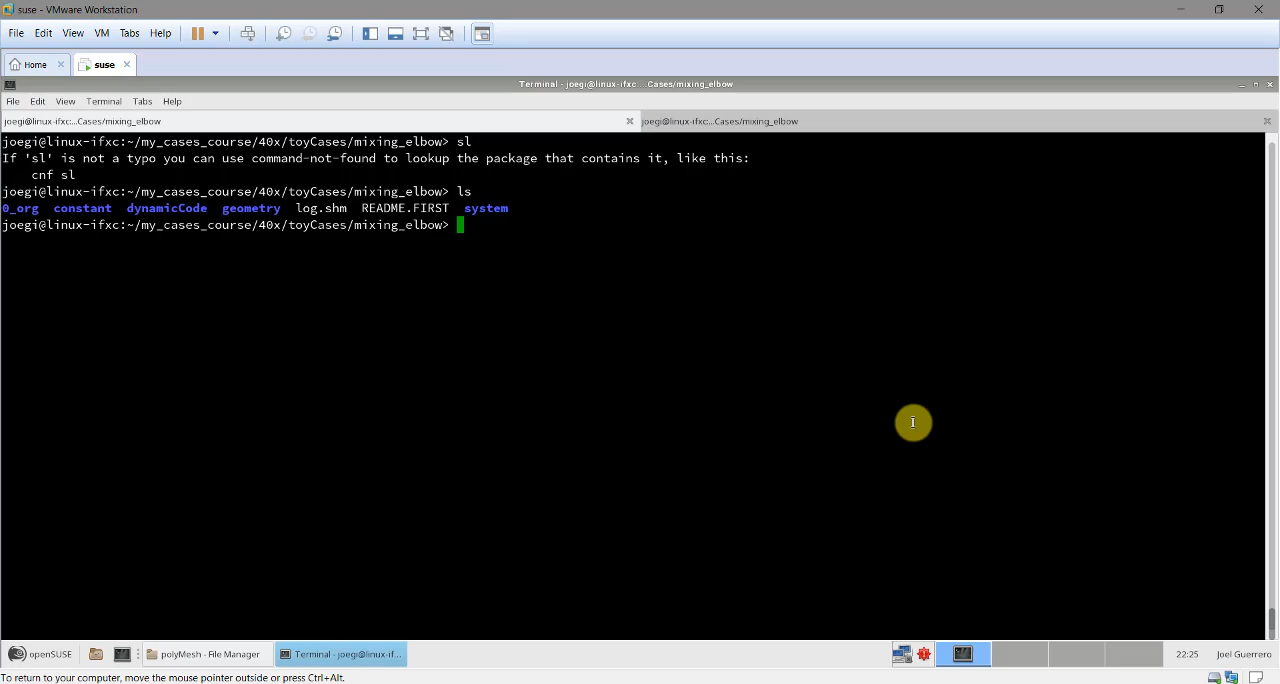 suse - VMware Workstation
File Edit View VM Tabs Help
Home suse
Terminal - joegi@linux-ifxc... Cases/mixing_elbow
File Edit View Terminal Tabs Help
joegi@linux-ifxc:...Cases/mixing_elbow joegi@linux-ifxc:...Cases/mixing_elbow
joegi@linux-ifxc:~/my_cases_course/40x/toyCases/mixing_elbow> sl
If 'sl' is not a typo you can use command-not-found to lookup the package that contains it, like this:
cnf sl
joegi@linux-ifxc:~/my_cases_course/40x/toyCases/mixing_elbow> ls
0_org constant dynamicCode geometry log.shm README.FIRST system
joegi@linux-ifxc:~/my_cases_course/40x/toyCases/mixing_elbow>
openSUSE polyMesh - File Manager Terminal - joegi@linux-if... 22:25 Joel Guerrero
To return to your computer, move the mouse pointer outside or press Ctrl+Alt.